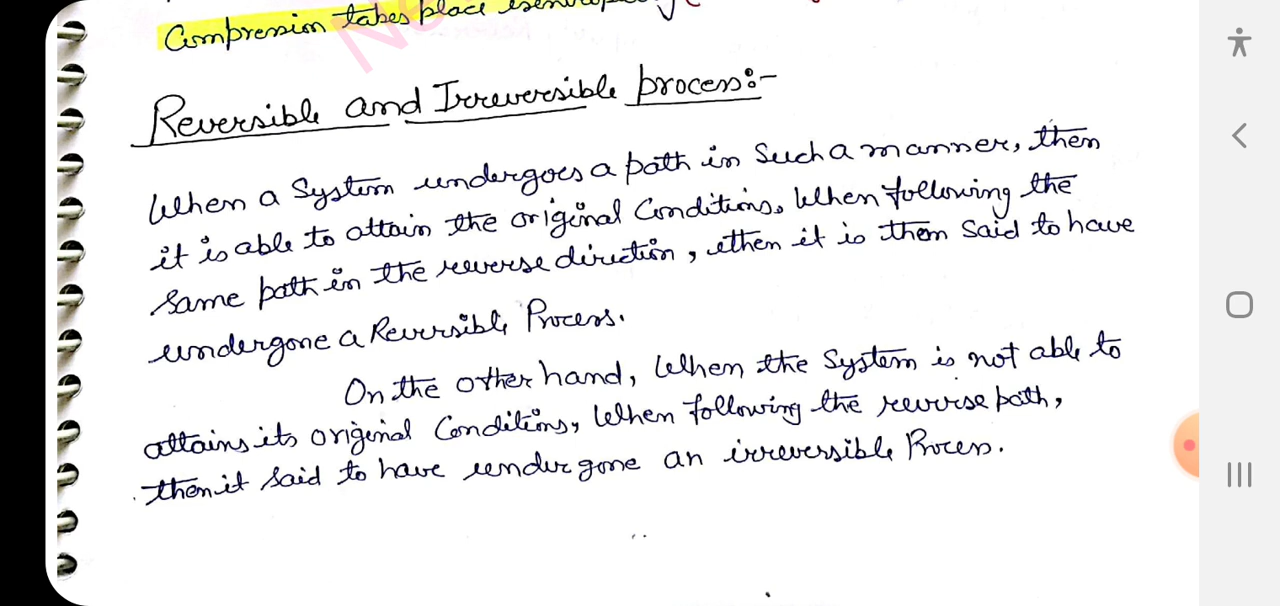 Compression takes place
Reversible and Irreversible process:-
When a System undergoes a path in Such a manner, then
it is able to attain the original Conditions, When following the
Same path in the reverse direction, then it is then said to have
undergone a Reversible Process.
On the other hand, When the System is not able to
attains its original Conditions, When following the reverse path,
then it said to have undergone an irreversible Process.